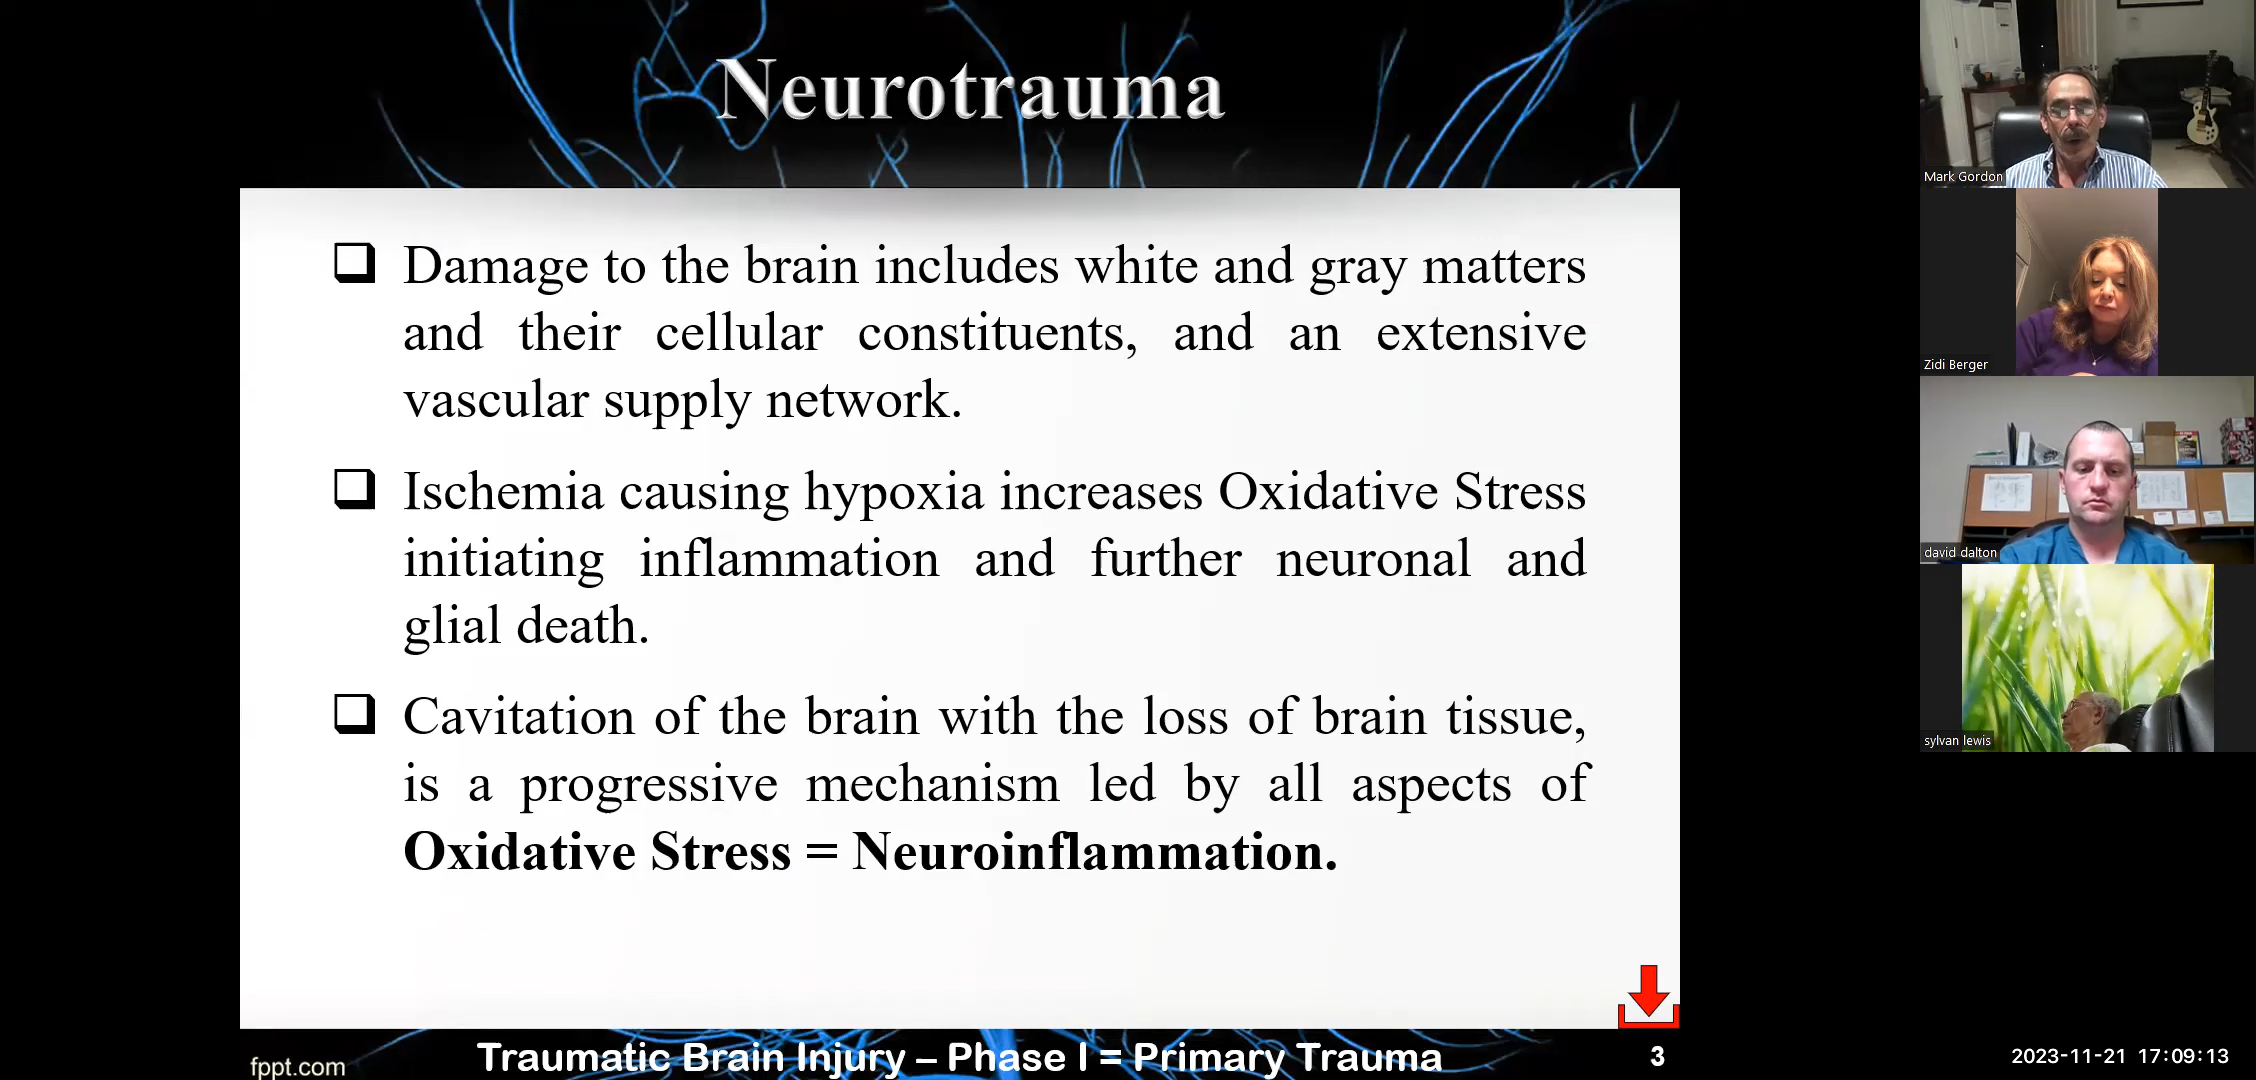 Neurotrauma
Damage to the brain includes white and gray matters
and their cellular constituents, and an extensive
vascular supply network.
Ischemia causing hypoxia increases Oxidative Stress
initiating inflammation and further neuronal and
glial death.
Cavitation of the brain with the loss of brain tissue,
is a progressive mechanism led by all aspects of
Oxidative Stress = Neuroinflammation.
fppt.com
Traumatic Brain Injury – Phase I = Primary Trauma
3
Mark Gordon
Zidi Berger
david dalton
sylvan lewis
2023-11-21 17:09:13